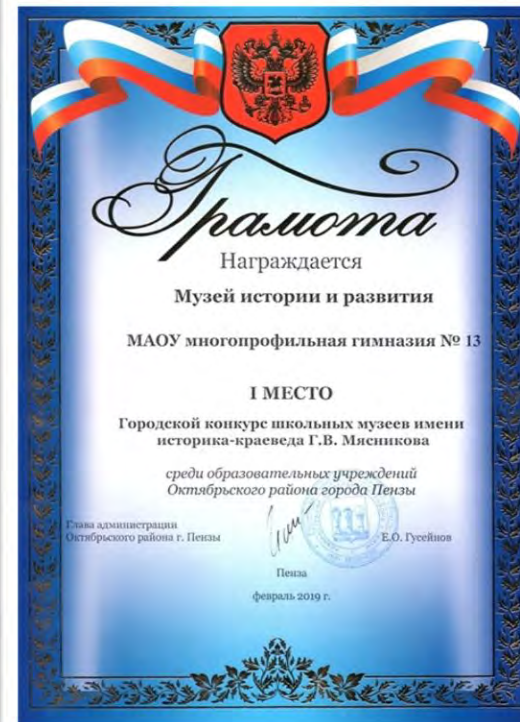 Грамота
Награждается
Музей истории и развития
МАОУ многопрофильная гимназия № 13
I МЕСТО
Городской конкурс школьных музеев имени
историка-краеведа Г.В. Мясникова
среди образовательных учреждений
Октябрьского района города Пензы
Глава администрации
Октябрьского района г. Пензы
Е.О. Гусейнов
Пенза
февраль 2019 г.